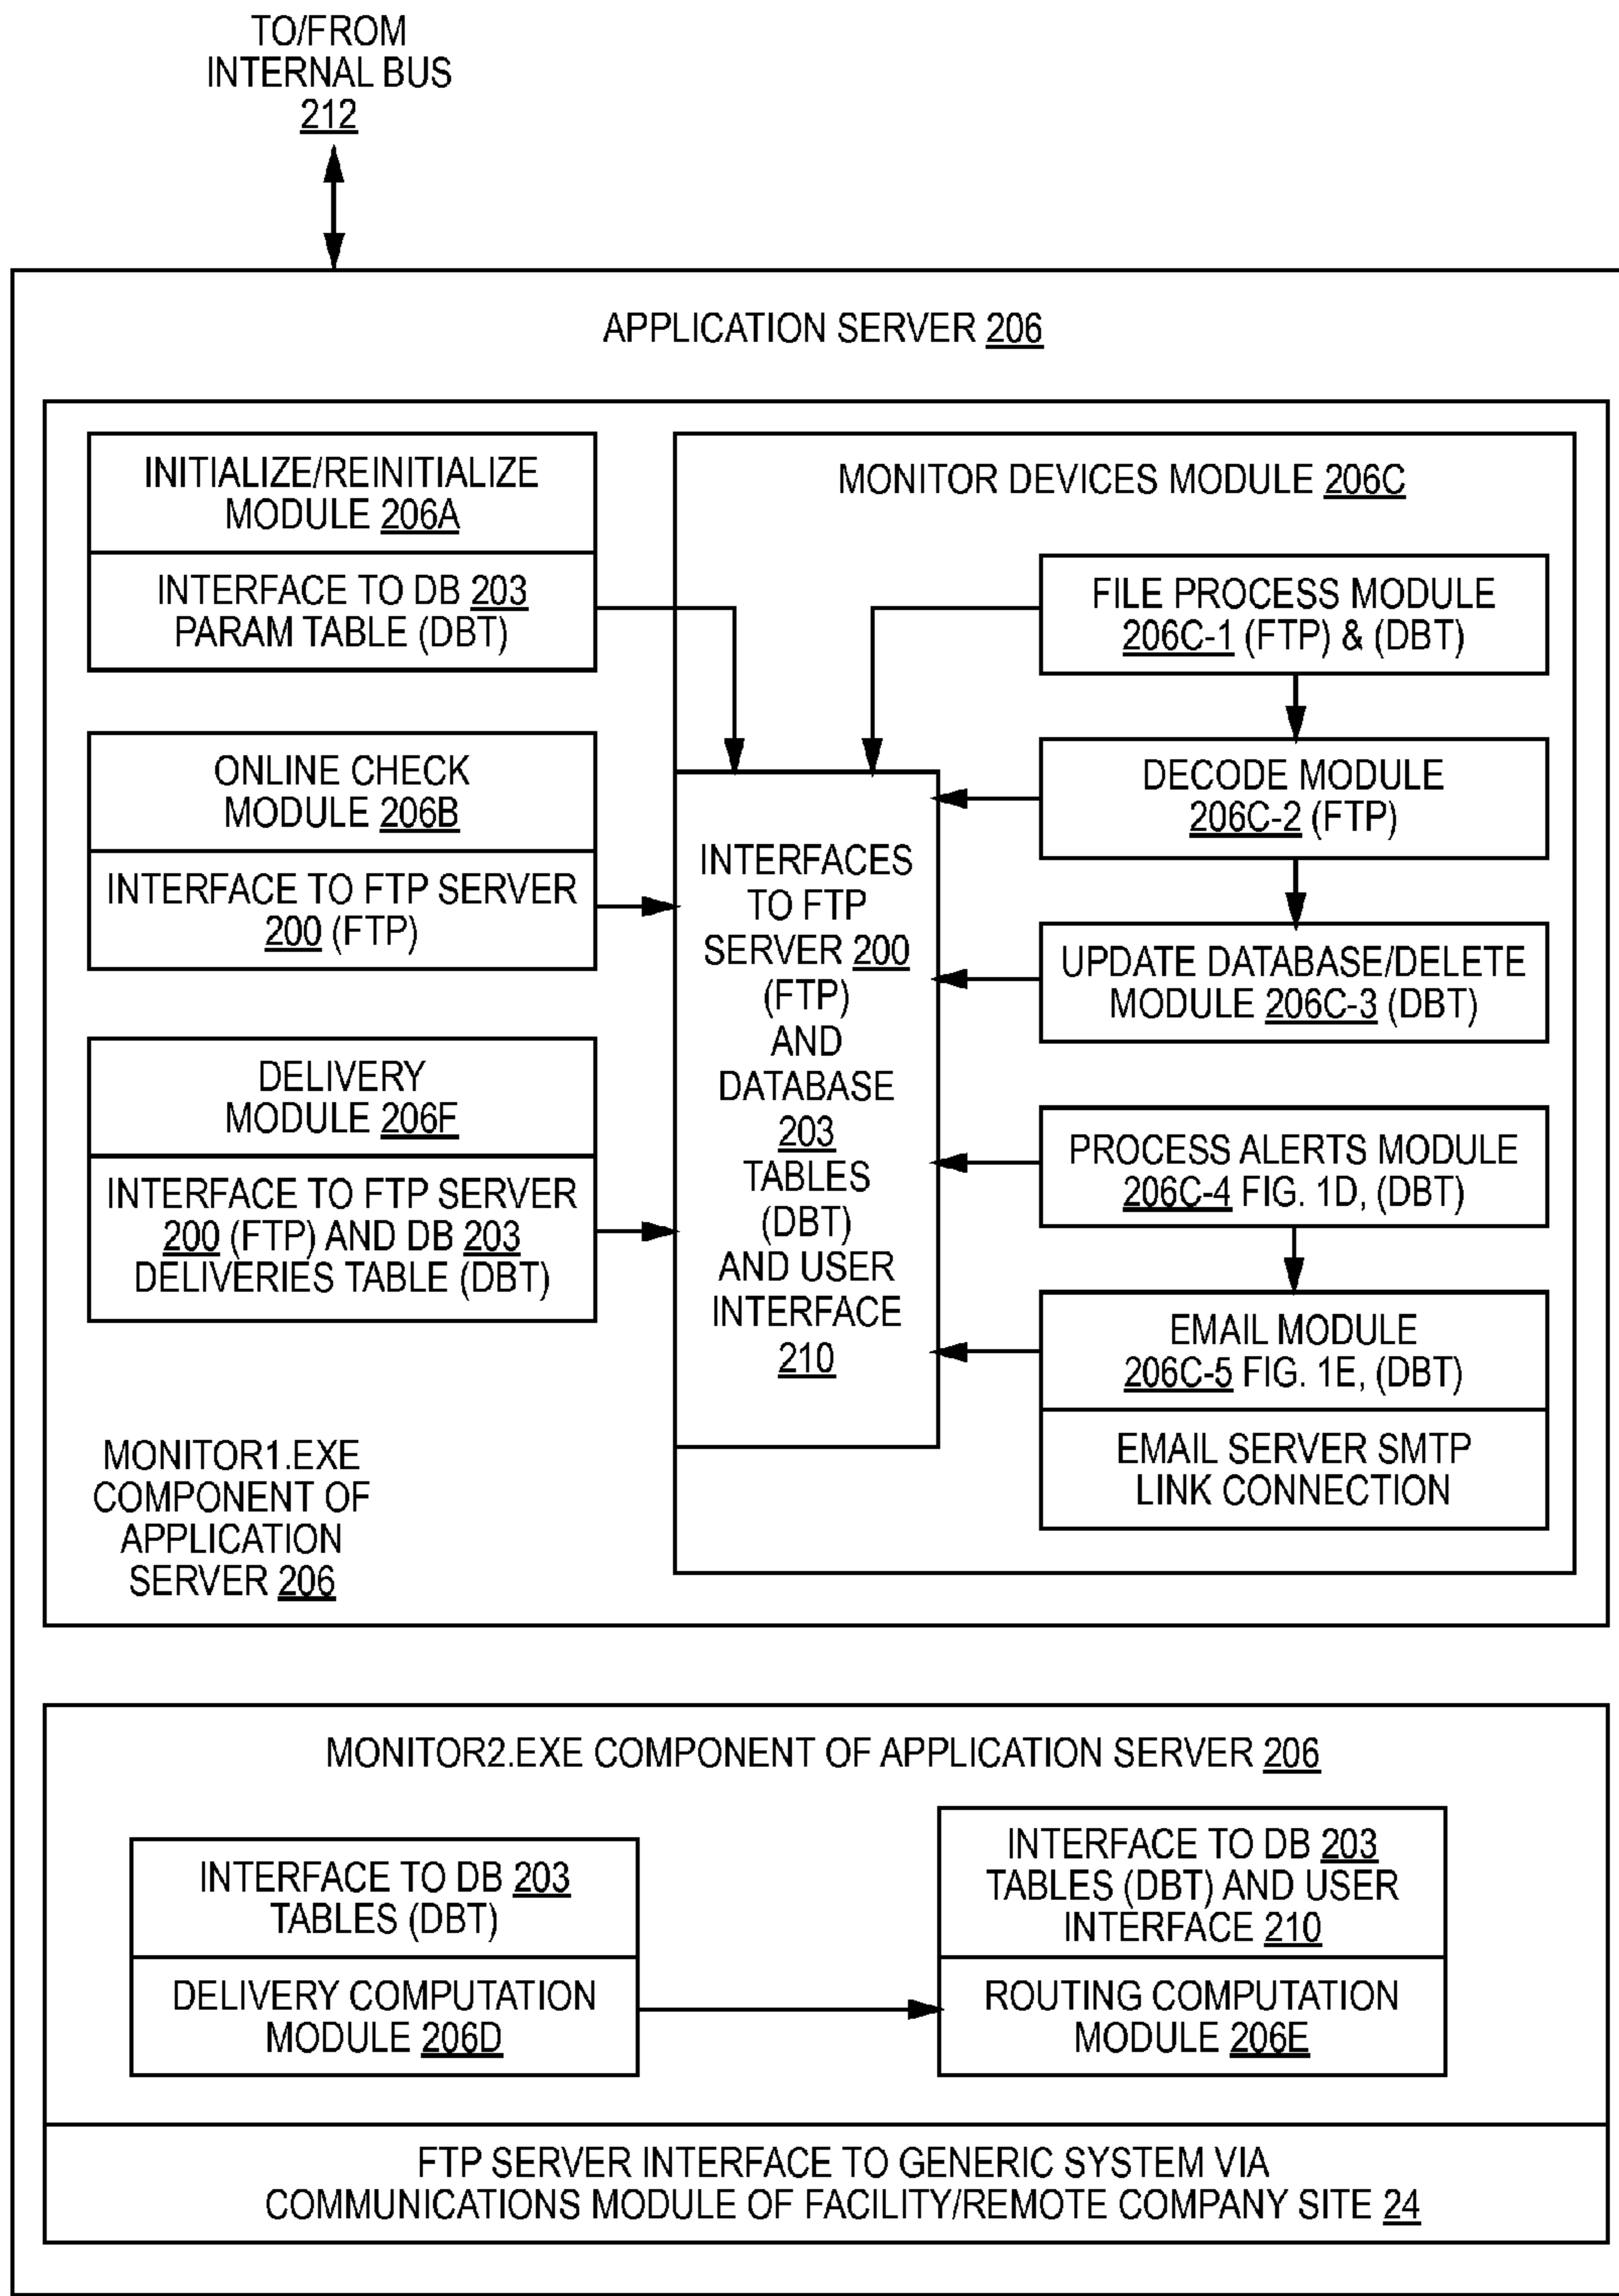 TO/FROM
INTERNAL BUS
212
APPLICATION SERVER 206
INITIALIZE/REINITIALIZE
MODULE 206A
INTERFACE TO DB 203
PARAM TABLE (DBT)
ONLINE CHECK
MODULE 206B
INTERFACE TO FTP SERVER
200 (FTP)
DELIVERY
MODULE 206F
INTERFACE TO FTP SERVER
200 (FTP) AND DB 203
DELIVERIES TABLE (DBT)
MONITOR1.EXE
COMPONENT OF
APPLICATION
SERVER 206
MONITOR DEVICES MODULE 206C
INTERFACES
TO FTP
SERVER 200
(FTP)
AND
DATABASE
203
TABLES
(DBT)
AND USER
INTERFACE
210
FILE PROCESS MODULE
206C-1 (FTP) & (DBT)
DECODE MODULE
206C-2 (FTP)
UPDATE DATABASE/DELETE
MODULE 206C-3 (DBT)
PROCESS ALERTS MODULE
206C-4 FIG. 1D, (DBT)
EMAIL MODULE
206C-5 FIG. 1E, (DBT)
EMAIL SERVER SMTP
LINK CONNECTION
MONITOR2.EXE COMPONENT OF APPLICATION SERVER 206
INTERFACE TO DB 203
TABLES (DBT)
DELIVERY COMPUTATION
MODULE 206D
INTERFACE TO DB 203
TABLES (DBT) AND USER
INTERFACE 210
ROUTING COMPUTATION
MODULE 206E
FTP SERVER INTERFACE TO GENERIC SYSTEM VIA
COMMUNICATIONS MODULE OF FACILITY/REMOTE COMPANY SITE 24